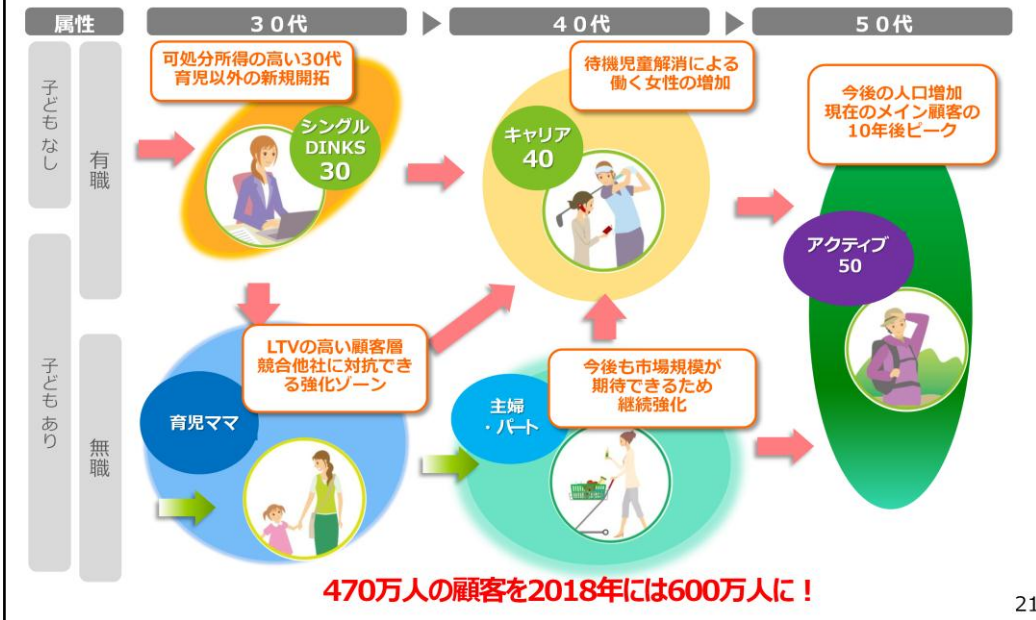 属性
30代
40代
50代
子ども なし
有職
子ども あり
無職
可処分所得の高い30代
育児以外の新規開拓
シングル
DINKS
30
待機児童解消による
働く女性の増加
キャリア
40
今後の人口増加
現在のメイン顧客の
10年後ピーク
アクティブ
50
LTVの高い顧客層
競合他社に対抗でき
る強化ゾーン
育児ママ
今後も市場規模が
期待できるため
継続強化
主婦
・パート
470万人の顧客を2018年には600万人に！
21